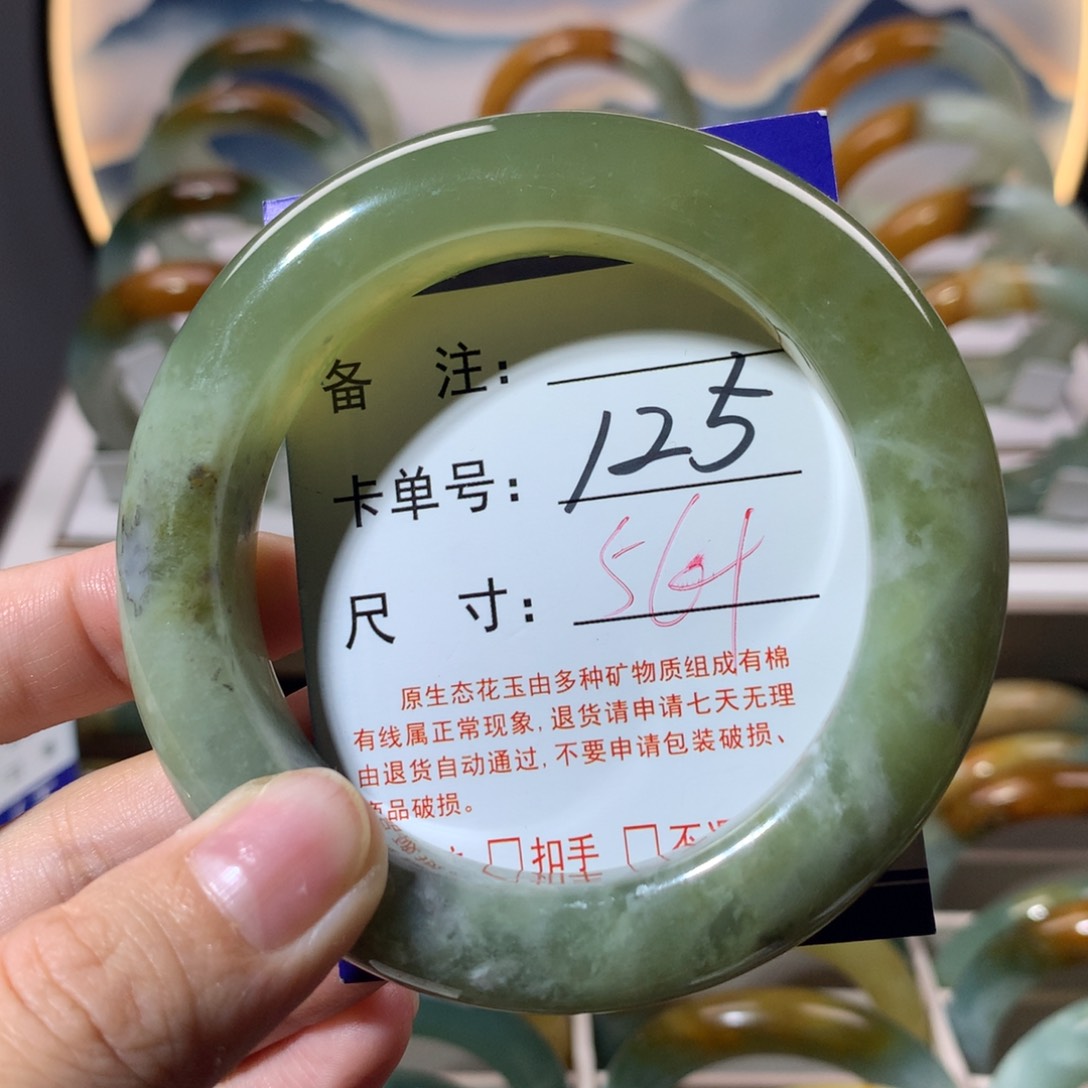 备 注：
卡单号：125
尺 寸：564
原生态花玉由多种矿物质组成有棉
有线属正常现象，退货请申请七天无理
由退货自动通过，不要申请包装破损、
商品破损。
扣手